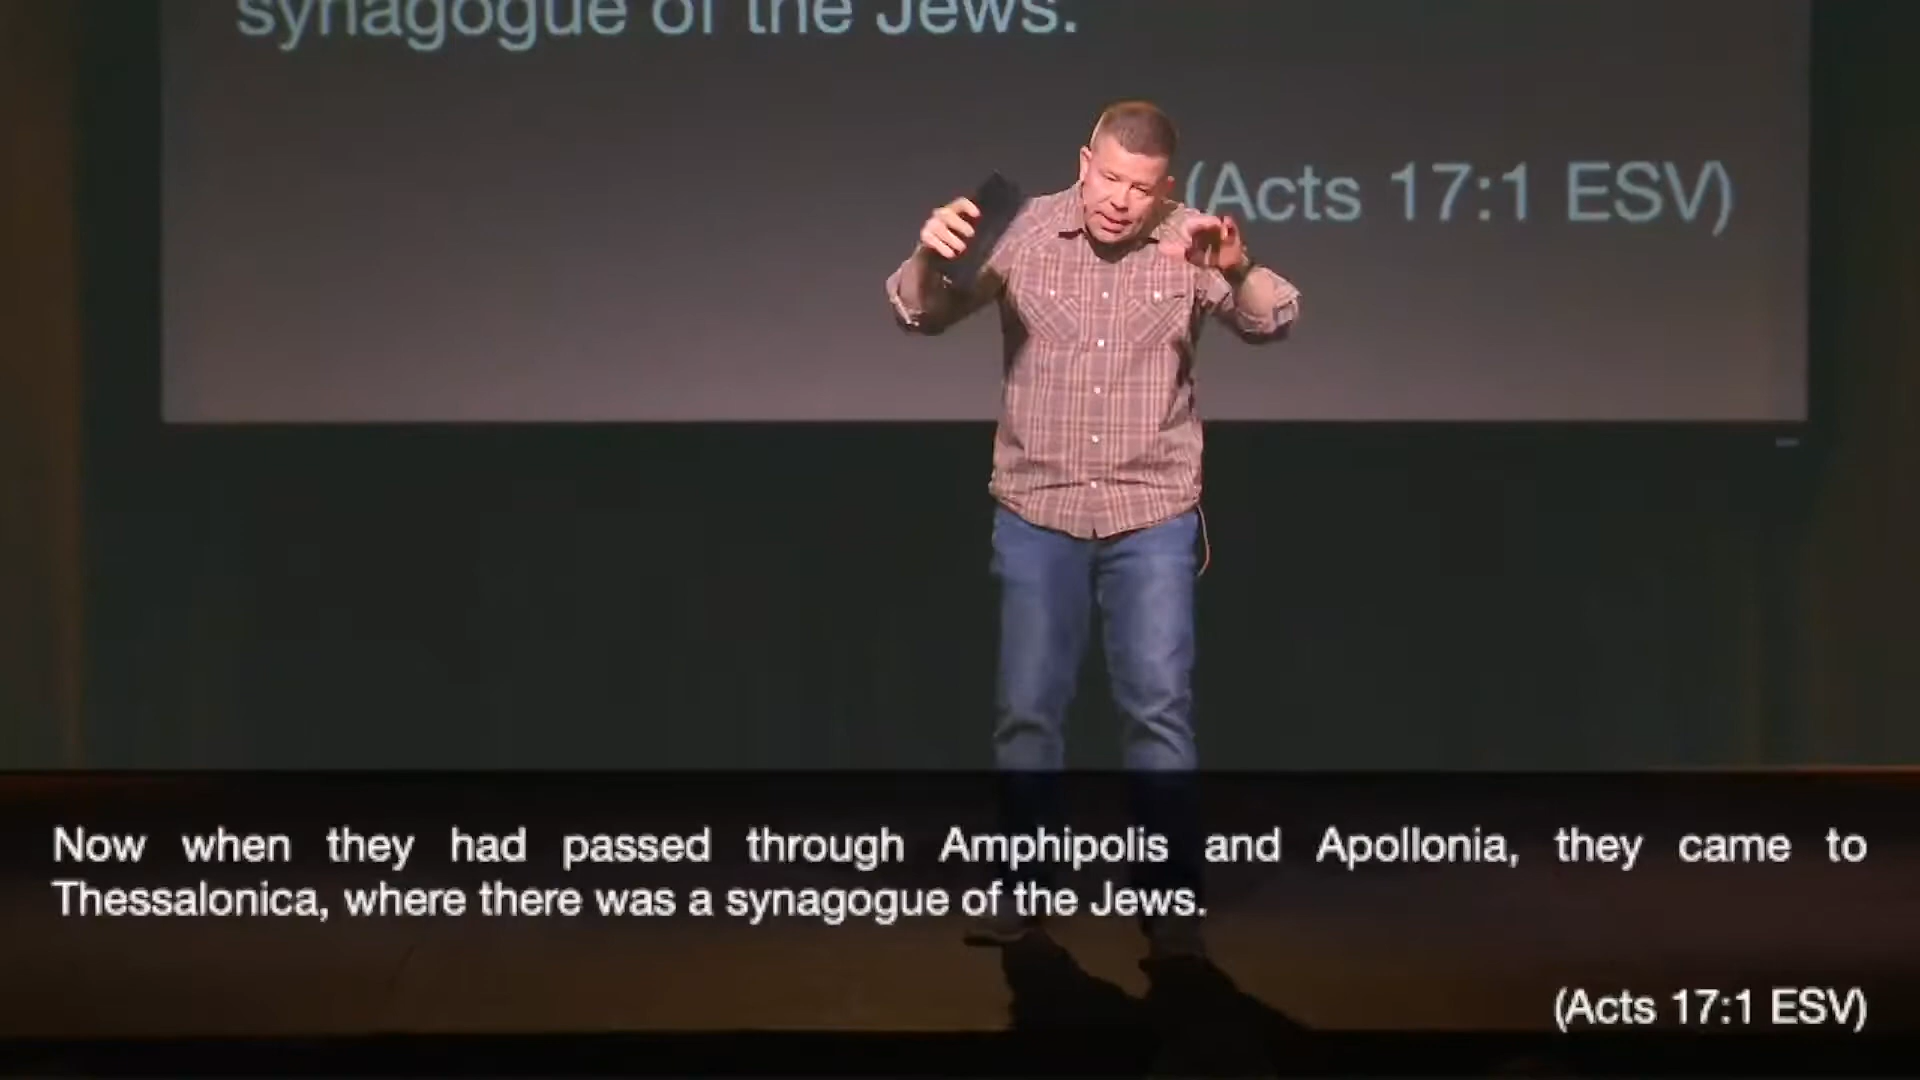 synagogue of the Jews.
(Acts 17:1 ESV)
Now when they had passed through Amphipolis and Apollonia, they came to
Thessalonica, where there was a synagogue of the Jews.
(Acts 17:1 ESV)